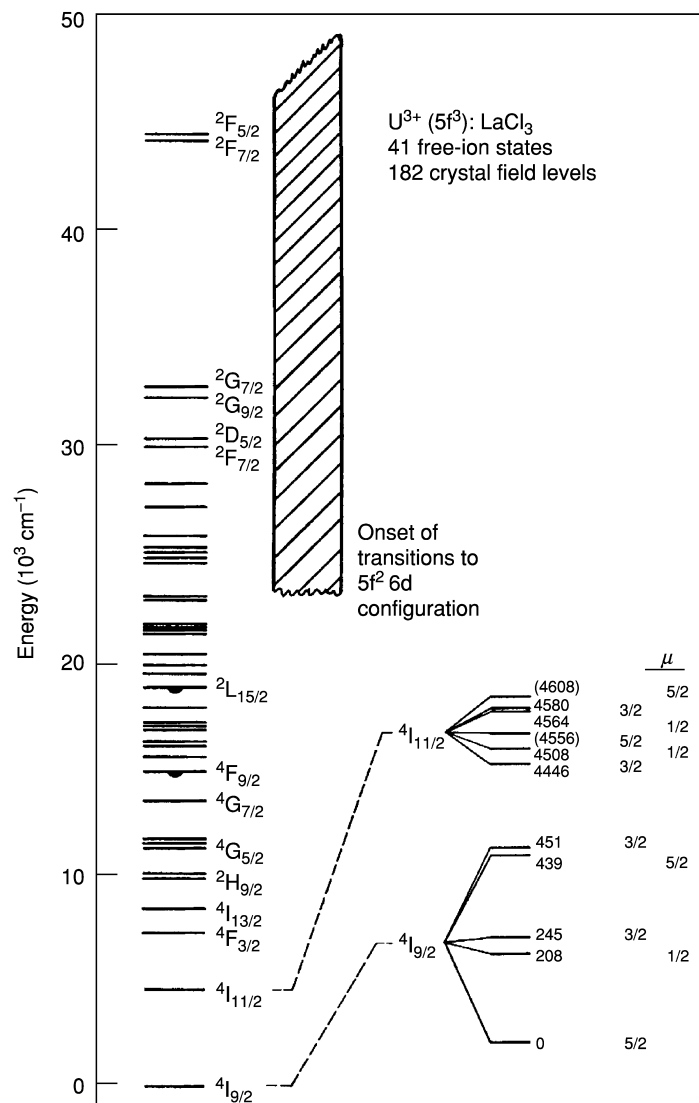 50
40
30
20
10
0
Energy (10³ cm⁻¹)
²F₅/₂
²F₇/₂
²G₇/₂
²G₉/₂
²D₅/₂
²F₇/₂
²L₁₅/₂
⁴F₉/₂
⁴G₇/₂
⁴G₅/₂
²H₉/₂
⁴I₁₃/₂
⁴F₃/₂
⁴I₁₁/₂
⁴I₉/₂
U³⁺ (5f³): LaCl₃
41 free-ion states
182 crystal field levels
Onset of
transitions to
5f² 6d
configuration
μ
⁴I₁₁/₂
(4608) 5/2
4580 3/2
4564 1/2
(4556) 5/2
4508 1/2
4446 3/2
⁴I₉/₂
451 3/2
439 5/2
245 3/2
208 1/2
0 5/2